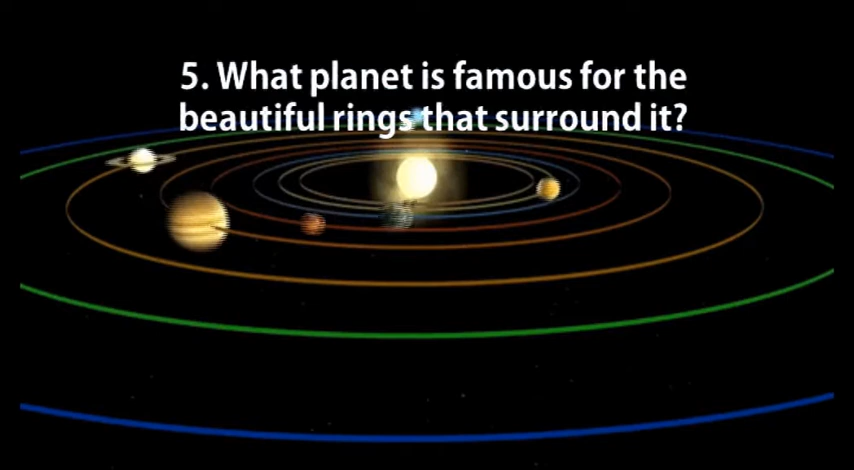 5. What planet is famous for the
beautiful rings that surround it?